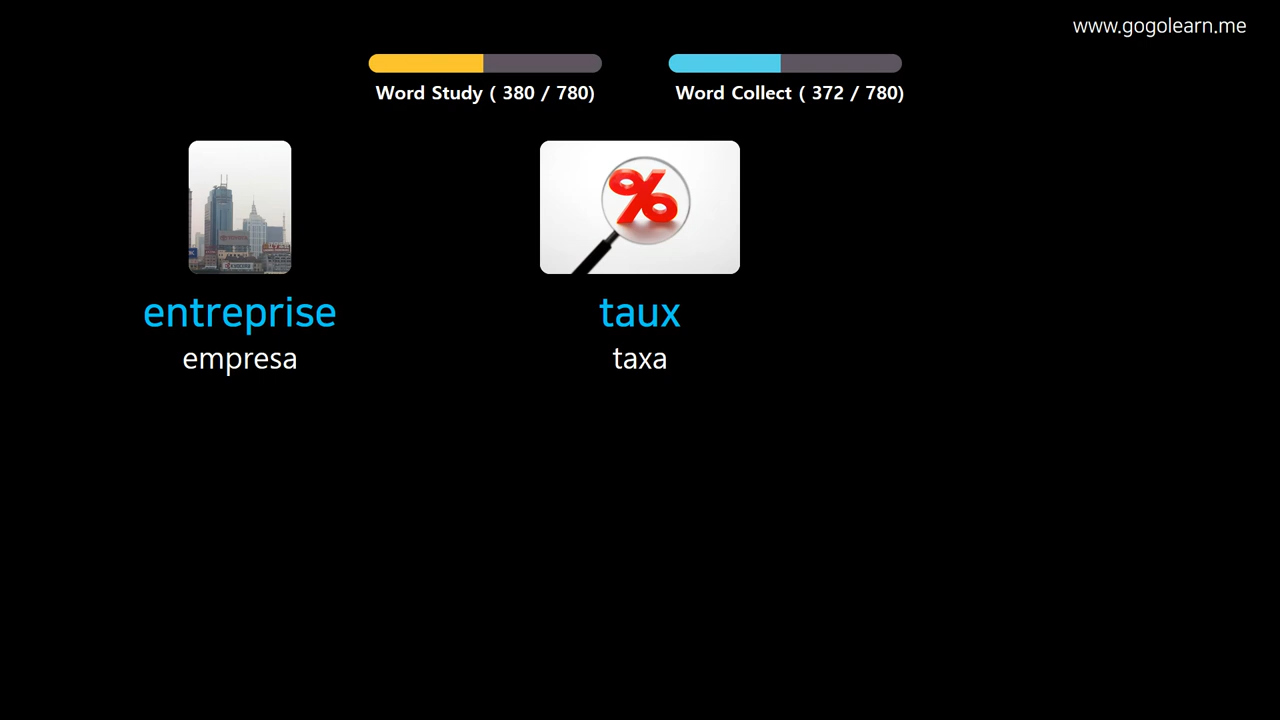 www.gogolearn.me
Word Study ( 380 / 780)
Word Collect ( 372 / 780)
entreprise
taux
empresa
taxa
%